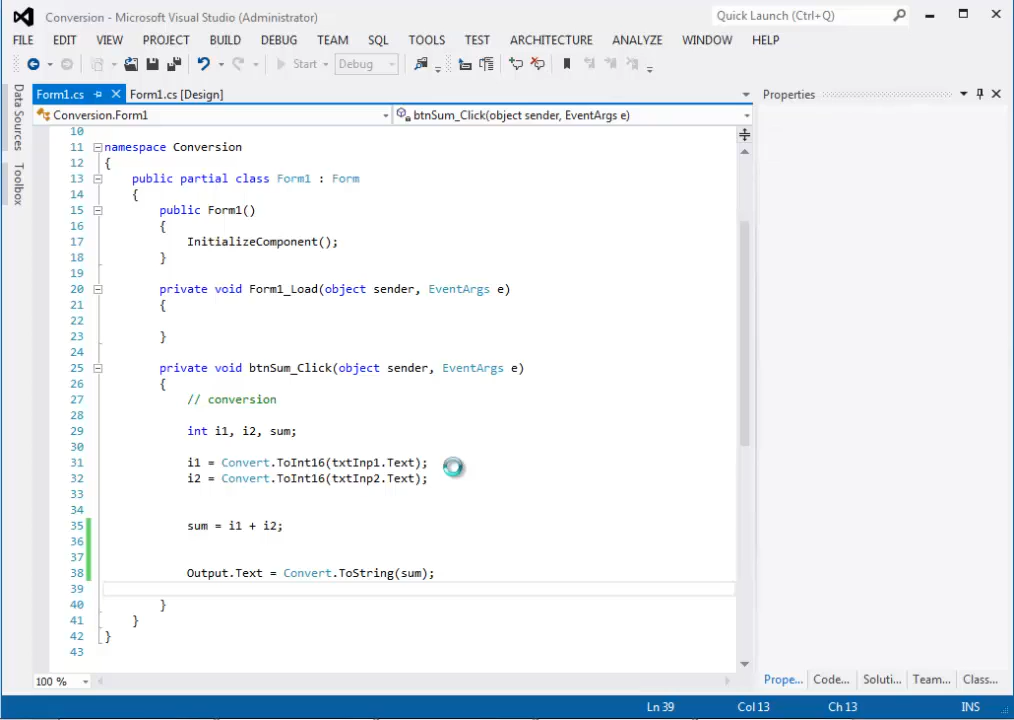 Conversion - Microsoft Visual Studio (Administrator)
Quick Launch (Ctrl+Q)
FILE EDIT VIEW PROJECT BUILD DEBUG TEAM SQL TOOLS TEST ARCHITECTURE ANALYZE WINDOW HELP
Start Debug
Data Sources
Toolbox
Form1.cs Form1.cs [Design]
Properties
Conversion.Form1 btnSum_Click(object sender, EventArgs e)
10
11 namespace Conversion
12 {
13 public partial class Form1 : Form
14 {
15 public Form1()
16 {
17 InitializeComponent();
18 }
19
20 private void Form1_Load(object sender, EventArgs e)
21 {
22
23 }
24
25 private void btnSum_Click(object sender, EventArgs e)
26 {
27 // conversion
28
29 int i1, i2, sum;
30
31 i1 = Convert.ToInt16(txtInp1.Text);
32 i2 = Convert.ToInt16(txtInp2.Text);
33
34
35 sum = i1 + i2;
36
37
38 Output.Text = Convert.ToString(sum);
39
40 }
41 }
42 }
43
100 %
Prope... Code... Soluti... Team... Class...
Ln 39 Col 13 Ch 13 INS